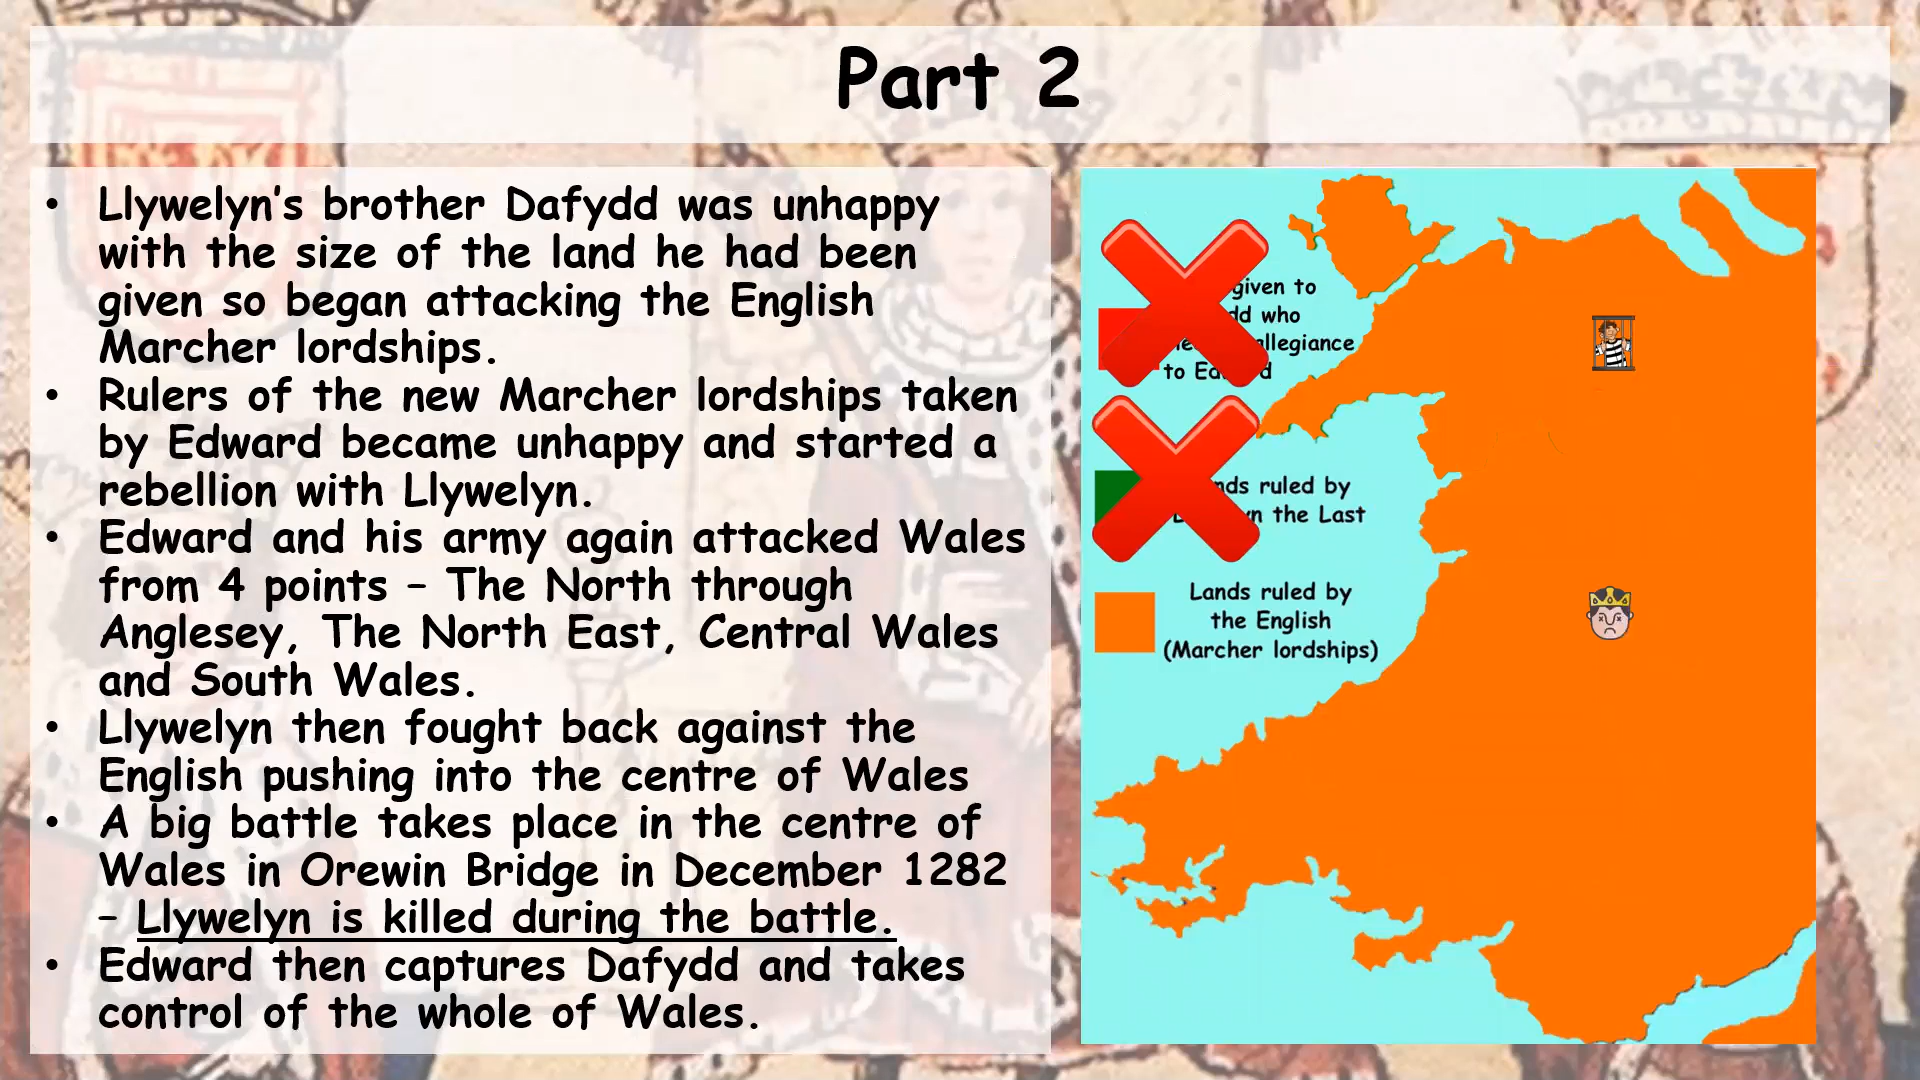 Part 2
• Llywelyn's brother Dafydd was unhappy
with the size of the land he had been
given so began attacking the English
Marcher lordships.
• Rulers of the new Marcher lordships taken
by Edward became unhappy and started a
rebellion with Llywelyn.
• Edward and his army again attacked Wales
from 4 points – The North through
Anglesey, The North East, Central Wales
and South Wales.
• Llywelyn then fought back against the
English pushing into the centre of Wales
• A big battle takes place in the centre of
Wales in Orewin Bridge in December 1282
– Llywelyn is killed during the battle.
• Edward then captures Dafydd and takes
control of the whole of Wales.
given to
who
allegiance
to
ruled by
the Last
Lands ruled by
the English
(Marcher lordships)